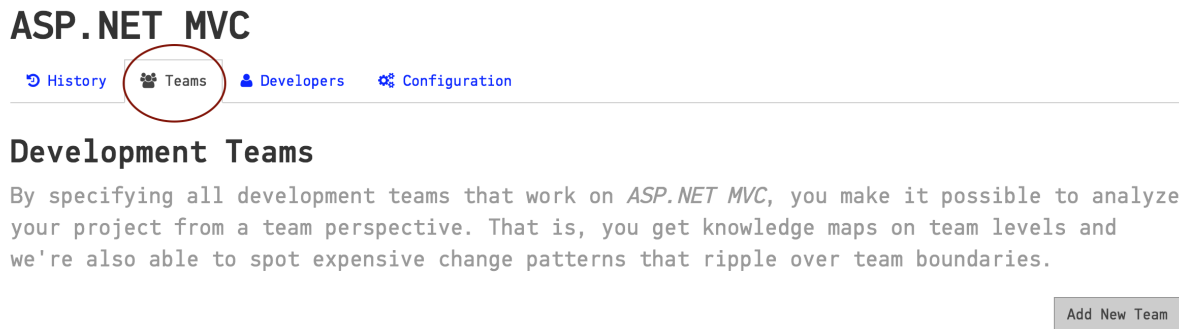 ASP.NET MVC
History Teams Developers Configuration
Development Teams
By specifying all development teams that work on ASP.NET MVC, you make it possible to analyze
your project from a team perspective. That is, you get knowledge maps on team levels and
we're also able to spot expensive change patterns that ripple over team boundaries.
Add New Team